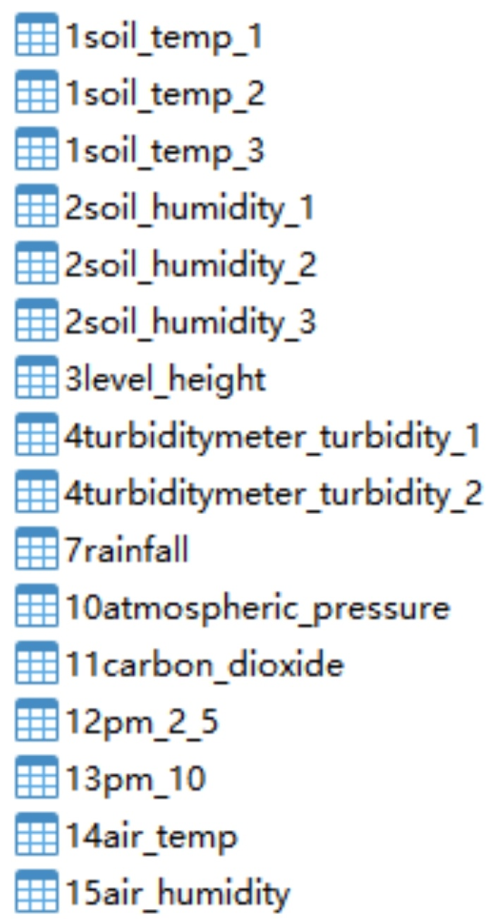 1soil_temp_1
1soil_temp_2
1soil_temp_3
2soil_humidity_1
2soil_humidity_2
2soil_humidity_3
3level_height
4turbiditymeter_turbidity_1
4turbiditymeter_turbidity_2
7rainfall
10atmospheric_pressure
11carbon_dioxide
12pm_2_5
13pm_10
14air_temp
15air_humidity